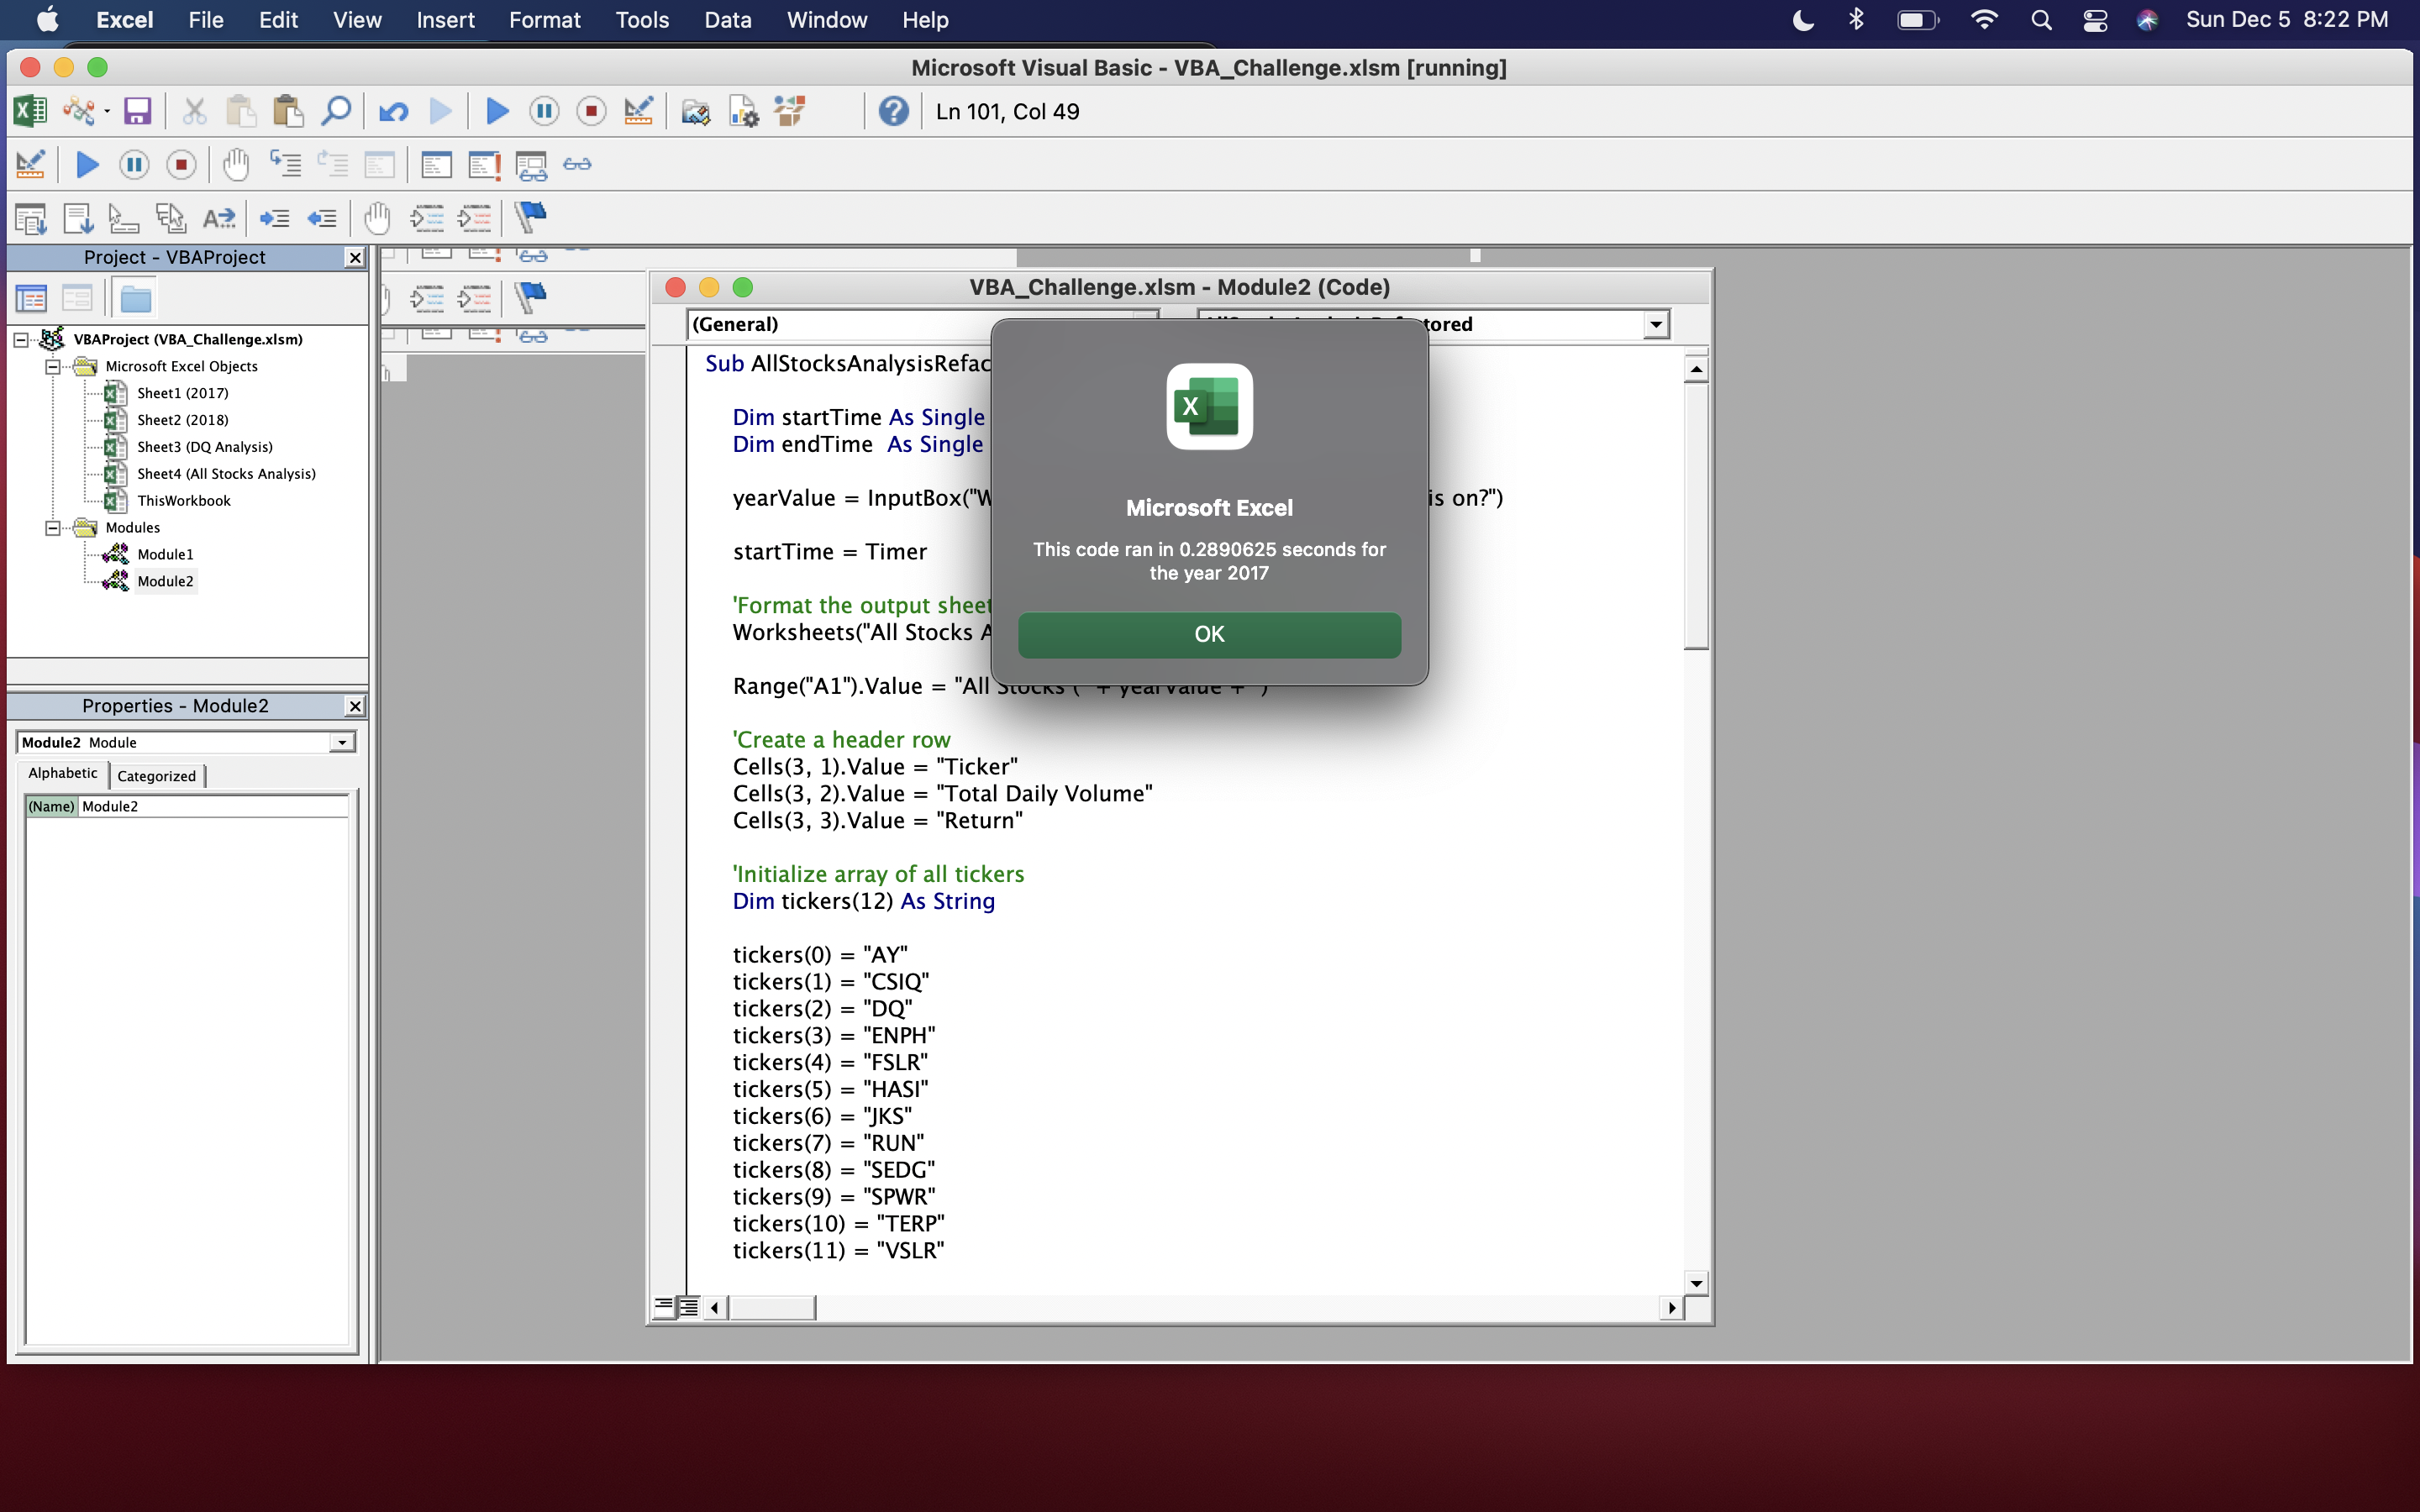 Excel File Edit View Insert Format Tools Data Window Help Sun Dec 5 8:22 PM
Microsoft Visual Basic - VBA_Challenge.xlsm [running]
Ln 101, Col 49
Project - VBAProject
VBAProject (VBA_Challenge.xlsm)
Microsoft Excel Objects
Sheet1 (2017)
Sheet2 (2018)
Sheet3 (DQ Analysis)
Sheet4 (All Stocks Analysis)
ThisWorkbook
Modules
Module1
Module2
Properties - Module2
Module2 Module
Alphabetic Categorized
(Name) Module2
VBA_Challenge.xlsm - Module2 (Code)
(General)
Sub AllStocksAnalysisRefac
Dim startTime As Single
Dim endTime As Single
yearValue = InputBox("W is on?")
startTime = Timer
'Format the output sheet
Worksheets("All Stocks A
Range("A1").Value = "All Stocks (" + yearValue + ")"
'Create a header row
Cells(3, 1).Value = "Ticker"
Cells(3, 2).Value = "Total Daily Volume"
Cells(3, 3).Value = "Return"
'Initialize array of all tickers
Dim tickers(12) As String
tickers(0) = "AY"
tickers(1) = "CSIQ"
tickers(2) = "DQ"
tickers(3) = "ENPH"
tickers(4) = "FSLR"
tickers(5) = "HASI"
tickers(6) = "JKS"
tickers(7) = "RUN"
tickers(8) = "SEDG"
tickers(9) = "SPWR"
tickers(10) = "TERP"
tickers(11) = "VSLR"
Microsoft Excel
This code ran in 0.2890625 seconds for
the year 2017
OK